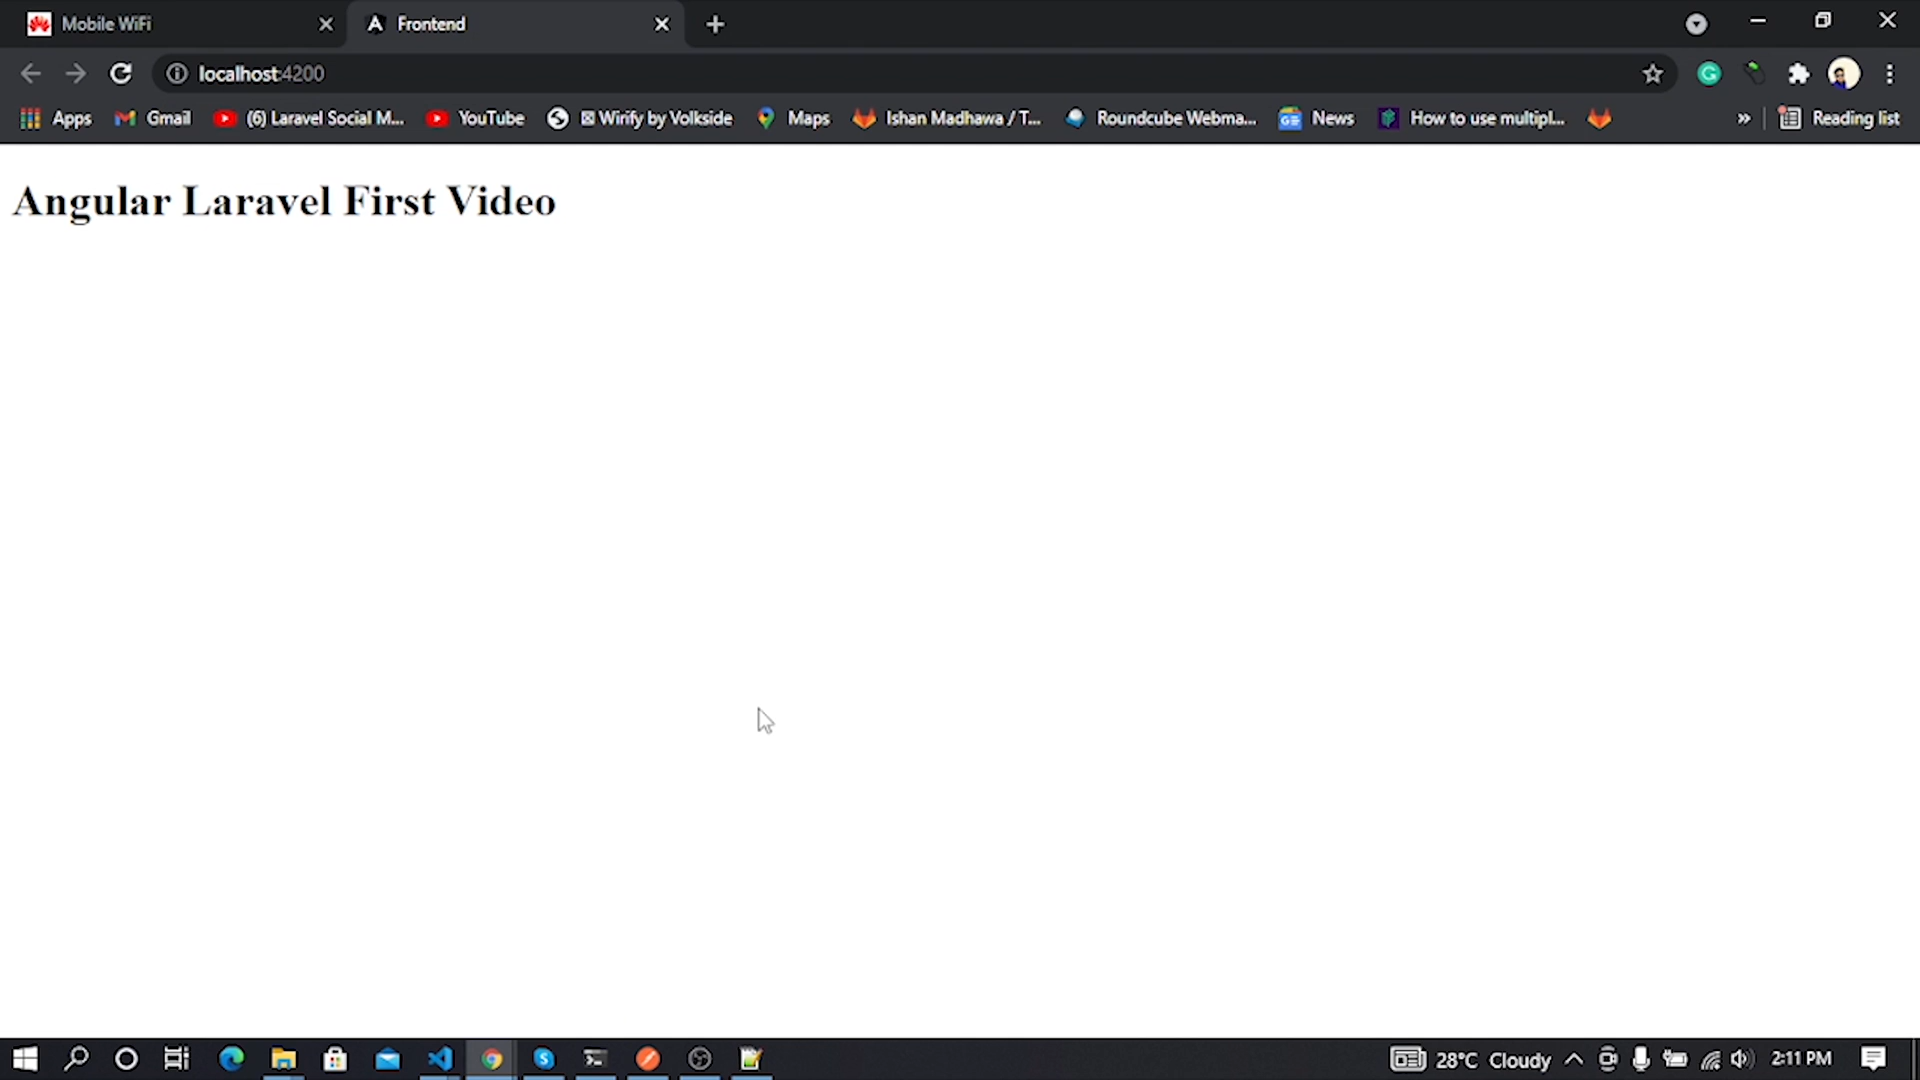 Mobile WiFi
Frontend
localhost:4200
Apps
Gmail
(6) Laravel Social M...
YouTube
Wirify by Volkside
Maps
Ishan Madhawa / T...
Roundcube Webma...
News
How to use multipl...
»
Reading list
Angular Laravel First Video
28°C Cloudy
2:11 PM